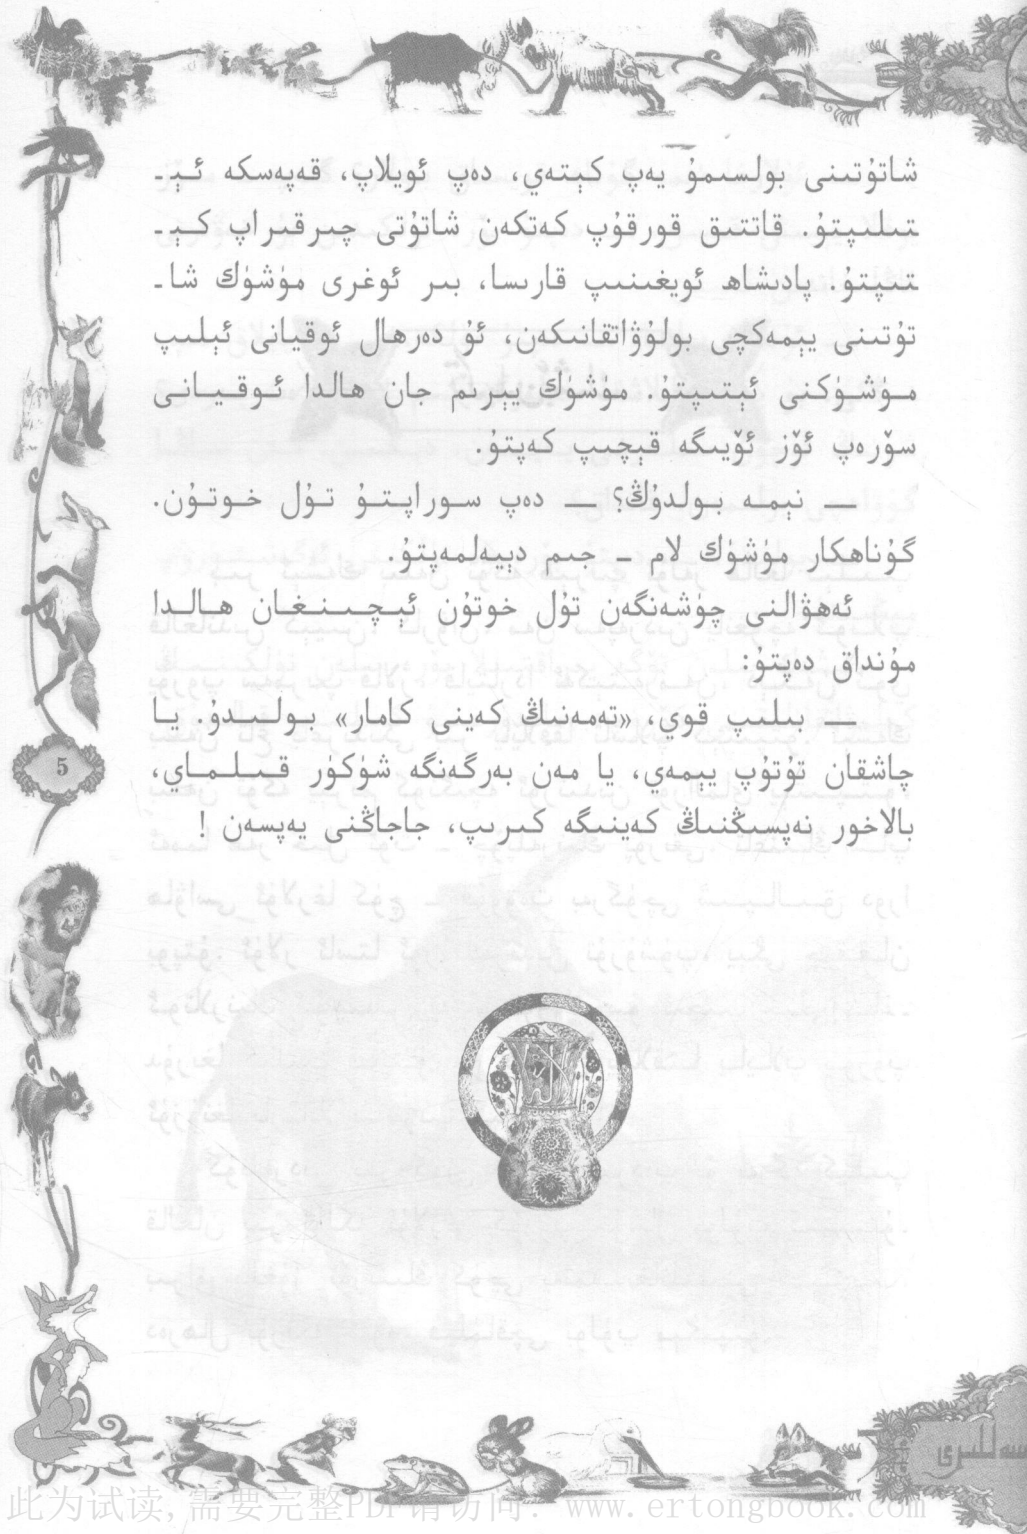 شاتۇتىنى بولسىمۇ يەپ كېتەي، دەپ ئويلاپ، قەپەسكە ئې-
تىلىپتۇ. قاتتىق قورقۇپ كەتكەن شاتۇتى چىرقىراپ كې-
تىپتۇ. پادىشاھ ئويغىنىپ قارىسا، بىر ئوغرى مۈشۈك شا-
تۇتىنى يېمەكچى بولۇۋاتقانىكەن، ئۇ دەرھال ئوقيانى ئېلىپ
مۈشۈكنى ئېتىپتۇ. مۈشۈك يېرىم جان ھالدا ئوقيانى
سۆرەپ ئۆز ئۆيىگە قېچىپ كەپتۇ.
— نېمە بولدۇڭ؟ — دەپ سوراپتۇ تۇل خوتۇن.
گۇناھكار مۈشۈك لام - جىم دېيەلمەپتۇ.
ئەھۋالنى چۈشەنگەن تۇل خوتۇن ئېچىنغان ھالدا
مۇنداق دەپتۇ:
— بىلىپ قوي، «تەمەنىڭ كەينى كامار» بولىدۇ. يا
چاشقان تۇتۇپ يېمەي، يا مەن بەرگەنگە شۈكۈر قىلماي،
بالاخور نەپسىڭنىڭ كەينىگە كىرىپ، جاجاڭنى يەپسەن !
5
سەللىرى
此为试读,需要完整PDF请访问: www.ertongbook.com